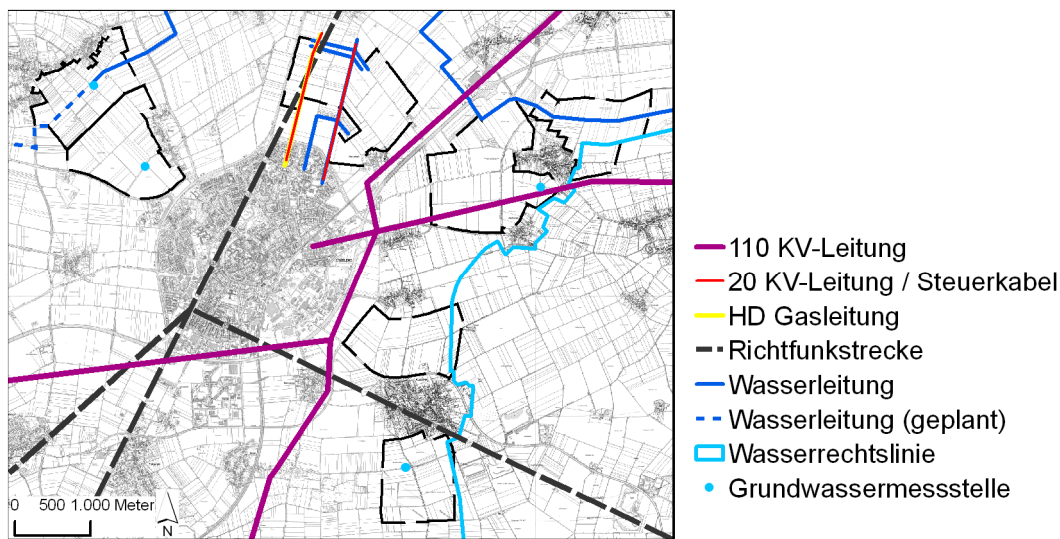 110 KV-Leitung
20 KV-Leitung / Steuerkabel
HD Gasleitung
Richtfunkstrecke
Wasserleitung
Wasserleitung (geplant)
Wasserrechtslinie
Grundwassermessstelle
0 500 1.000 Meter
N